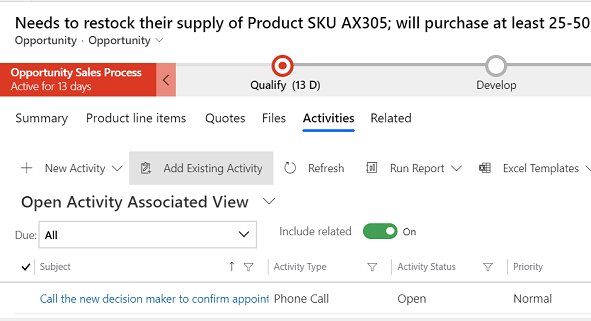 Needs to restock their supply of Product SKU AX305; will purchase at least 25-50
Opportunity · Opportunity
Opportunity Sales Process
Active for 13 days
Qualify (13 D)
Develop
Summary Product line items Quotes Files Activities Related
New Activity Add Existing Activity Refresh Run Report Excel Templates
Open Activity Associated View
Due: All Include related On
Subject Activity Type Activity Status Priority
Call the new decision maker to confirm appoint Phone Call Open Normal